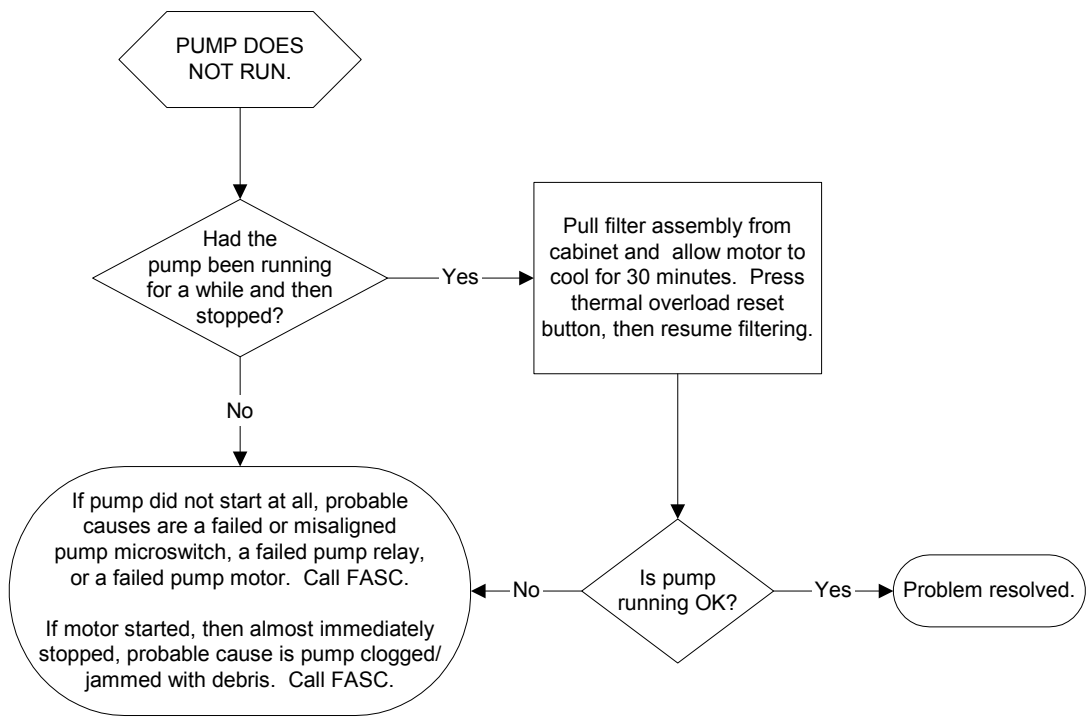 PUMP DOES
NOT RUN.
Had the
pump been running
for a while and then
stopped?
Yes
Pull filter assembly from
cabinet and  allow motor to
cool for 30 minutes.  Press
thermal overload reset
button, then resume filtering.
No
If pump did not start at all, probable
causes are a failed or misaligned
pump microswitch, a failed pump relay,
or a failed pump motor.  Call FASC.
If motor started, then almost immediately
stopped, probable cause is pump clogged/
jammed with debris.  Call FASC.
No
Is pump
running OK?
Yes
Problem resolved.